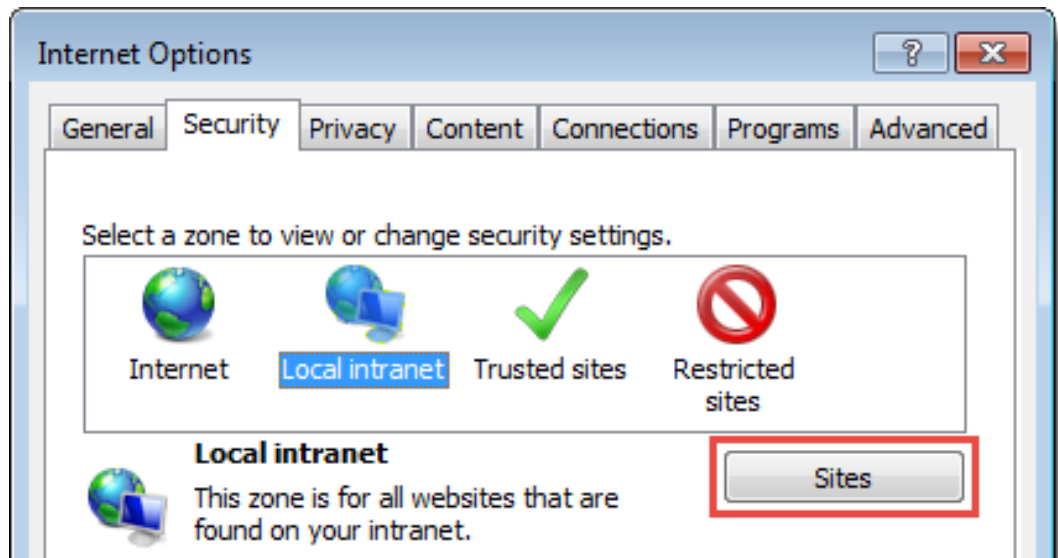 Internet Options
General Security Privacy Content Connections Programs Advanced
Select a zone to view or change security settings.
Internet Local intranet Trusted sites Restricted
sites
Local intranet
Sites
This zone is for all websites that are
found on your intranet.